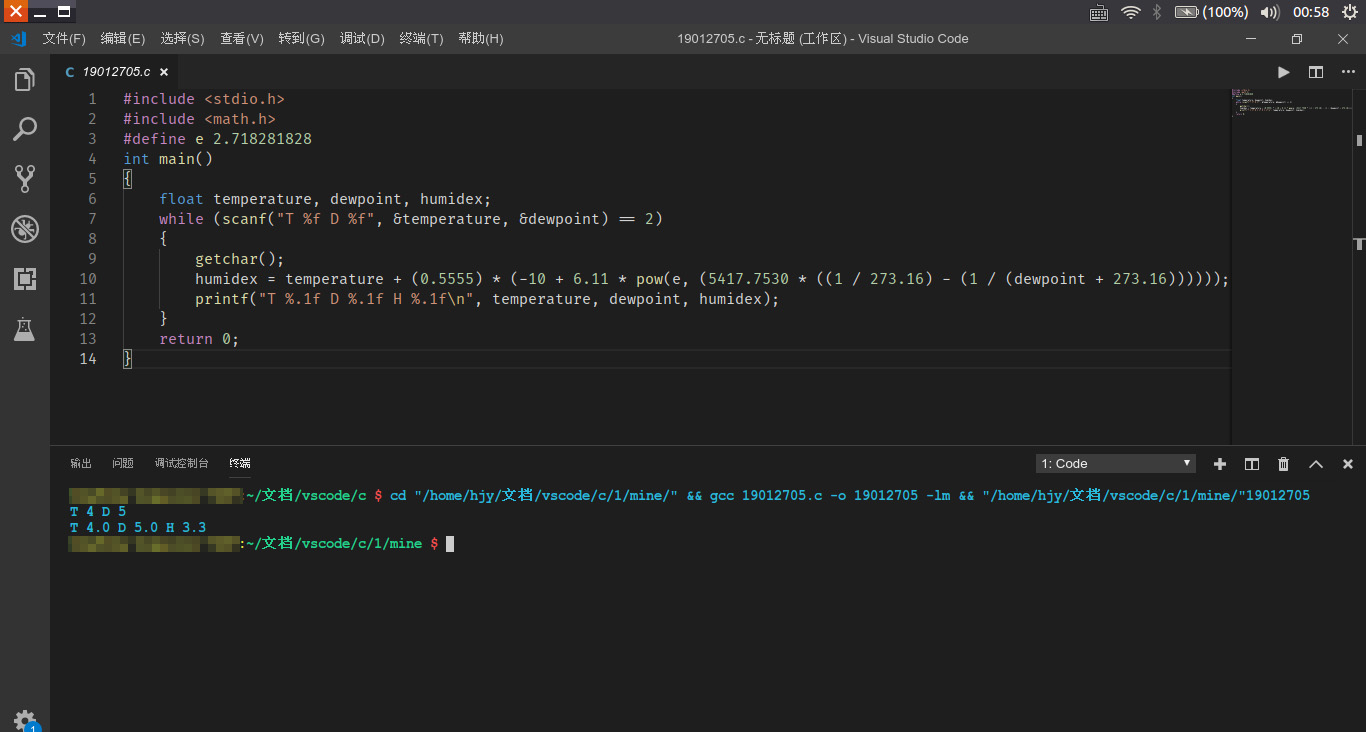 (100%) 00:58
文件(F) 编辑(E) 选择(S) 查看(V) 转到(G) 调试(D) 终端(T) 帮助(H) 19012705.c - 无标题 (工作区) - Visual Studio Code
C 19012705.c ×
1 #include <stdio.h>
2 #include <math.h>
3 #define e 2.718281828
4 int main()
5 {
6 float temperature, dewpoint, humidex;
7 while (scanf("T %f D %f", &temperature, &dewpoint) == 2)
8 {
9 getchar();
10 humidex = temperature + (0.5555) * (-10 + 6.11 * pow(e, (5417.7530 * ((1 / 273.16) - (1 / (dewpoint + 273.16))))));
11 printf("T %.1f D %.1f H %.1f\n", temperature, dewpoint, humidex);
12 }
13 return 0;
14 }
输出 问题 调试控制台 终端 1: Code
:~/文档/vscode/c $ cd "/home/hjy/文档/vscode/c/1/mine/" && gcc 19012705.c -o 19012705 -lm && "/home/hjy/文档/vscode/c/1/mine/"19012705
T 4 D 5
T 4.0 D 5.0 H 3.3
:~/文档/vscode/c/1/mine $
1